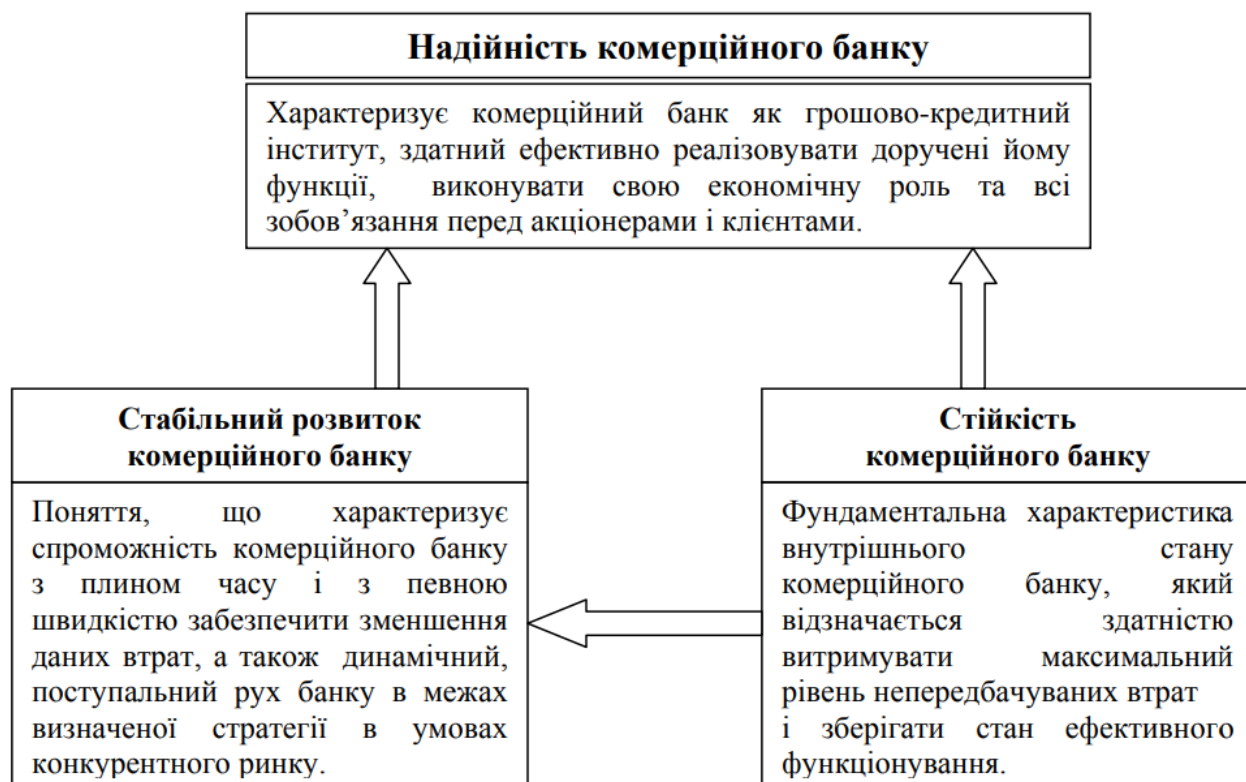 Надійність комерційного банку
Характеризує комерційний банк як грошово-кредитний
інститут, здатний ефективно реалізовувати доручені йому
функції, виконувати свою економічну роль та всі
зобов’язання перед акціонерами і клієнтами.
Стабільний розвиток
комерційного банку
Поняття, що характеризує
спроможність комерційного банку
з плином часу і з певною
швидкістю забезпечити зменшення
даних втрат, а також динамічний,
поступальний рух банку в межах
визначеної стратегії в умовах
конкурентного ринку.
Стійкість
комерційного банку
Фундаментальна характеристика
внутрішнього стану
комерційного банку, який
відзначається здатністю
витримувати максимальний
рівень непередбачуваних втрат
і зберігати стан ефективного
функціонування.